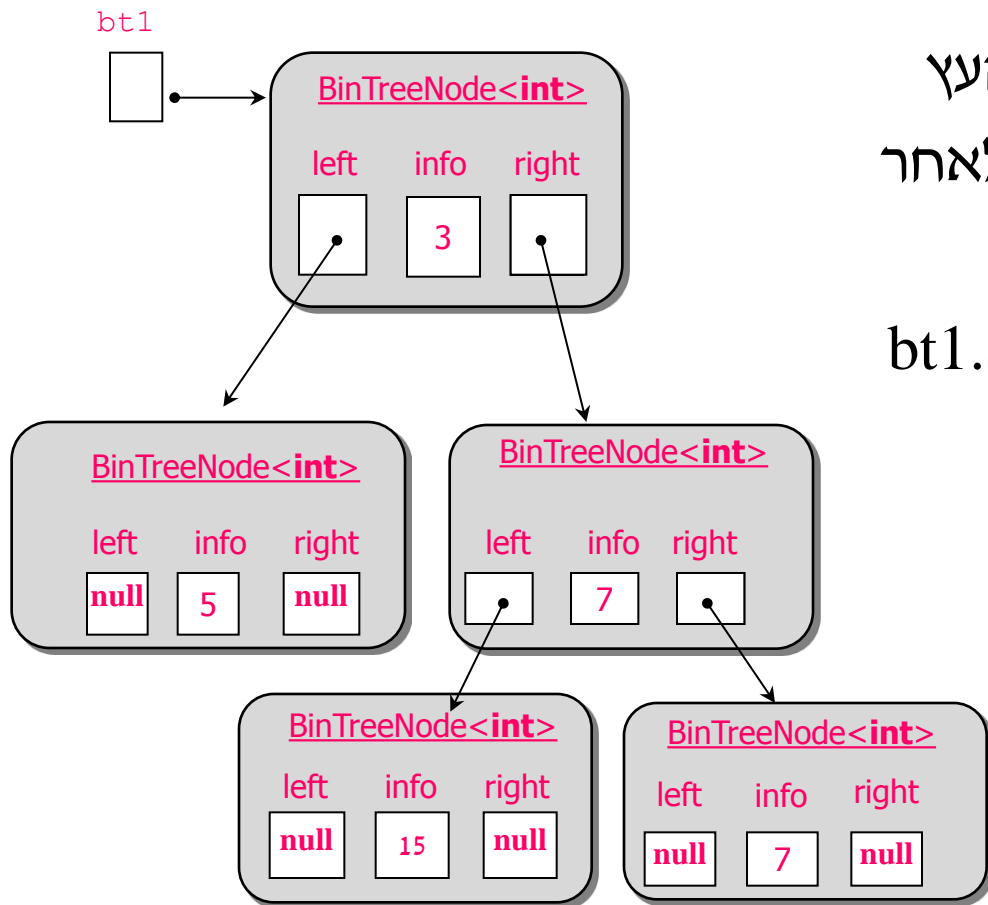 bt1
BinTreeNode<int>
left info right
3
לאחר
bt1.
BinTreeNode<int>
left info right
null 5 null
BinTreeNode<int>
left info right
7
BinTreeNode<int>
left info right
null 15 null
BinTreeNode<int>
left info right
null 7 null